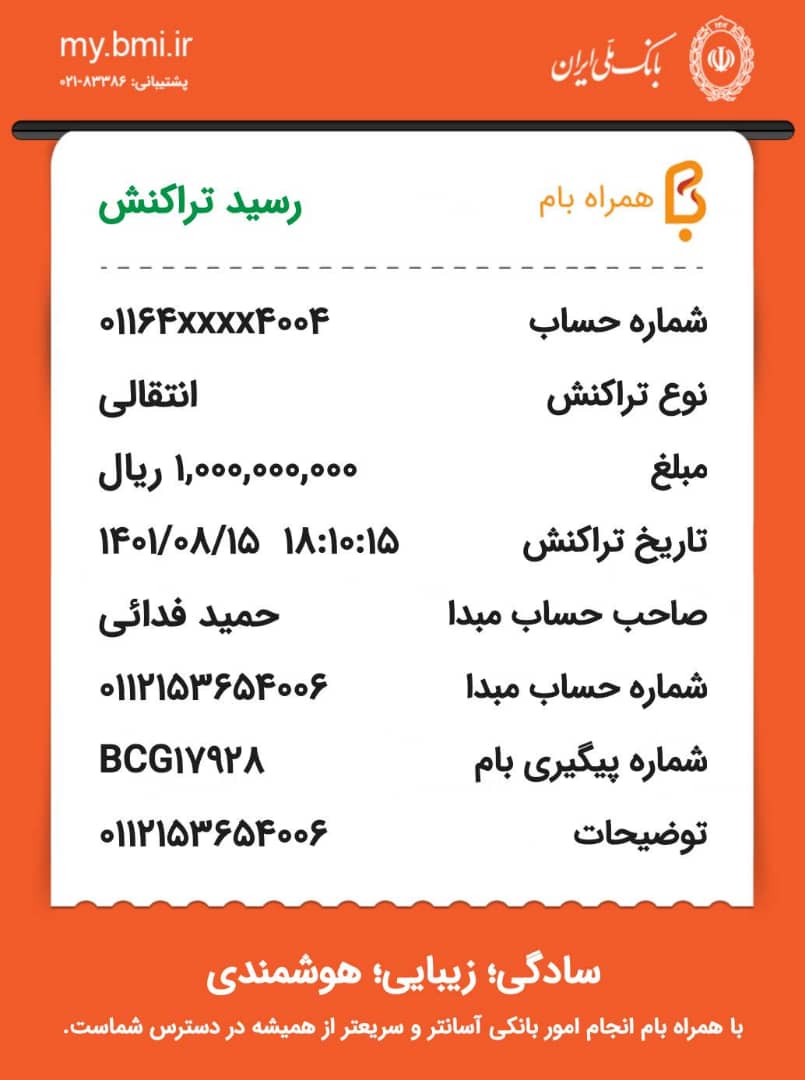 my.bmi.ir
پشتیبانی: ۸۳۳۸۶-۰۲۱
بانک ملی ایران
همراه بام
رسید تراکنش
شماره حساب ۰۱۱۶۴xxxx۴۰۰۴
نوع تراکنش انتقالی
مبلغ ۱,۰۰۰,۰۰۰,۰۰۰ ریال
تاریخ تراکنش ۱۴۰۱/۰۸/۱۵ ۱۸:۱۰:۱۵
صاحب حساب مبدا حمید فدائی
شماره حساب مبدا ۰۱۱۲۱۵۳۶۵۴۰۰۶
شماره پیگیری بام BCG۱۷۹۲۸
توضیحات ۰۱۱۲۱۵۳۶۵۴۰۰۶
سادگی؛ زیبایی؛ هوشمندی
با همراه بام انجام امور بانکی آسانتر و سریعتر از همیشه در دسترس شماست.